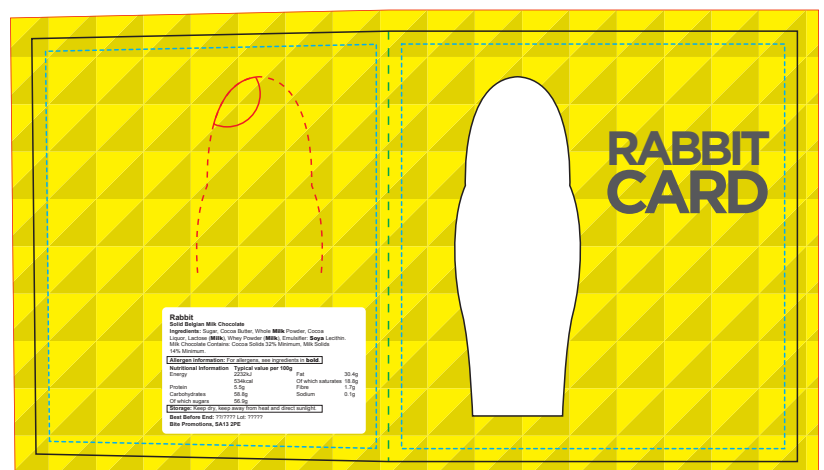 RABBIT
CARD
Rabbit
Solid Belgian Milk Chocolate
Ingredients: Sugar, Cocoa Butter, Whole Milk Powder, Cocoa
Liquor, Lactose (Milk), Whey Powder (Milk), Emulsifier: Soya Lecithin.
Milk Chocolate Contains: Cocoa Solids 32% Minimum, Milk Solids
14% Minimum.
Allergen information: For allergens, see ingredients in bold.
Nutritional Information Typical value per 100g
Energy 2232kJ Fat 30.4g
534kcal Of which saturates 18.8g
Protein 5.5g Fibre 1.7g
Carbohydrates 58.8g Sodium 0.1g
Of which sugars 56.9g
Storage: Keep dry, keep away from heat and direct sunlight.
Best Before End: ??/???? Lot: ?????
Bite Promotions, SA13 2PE